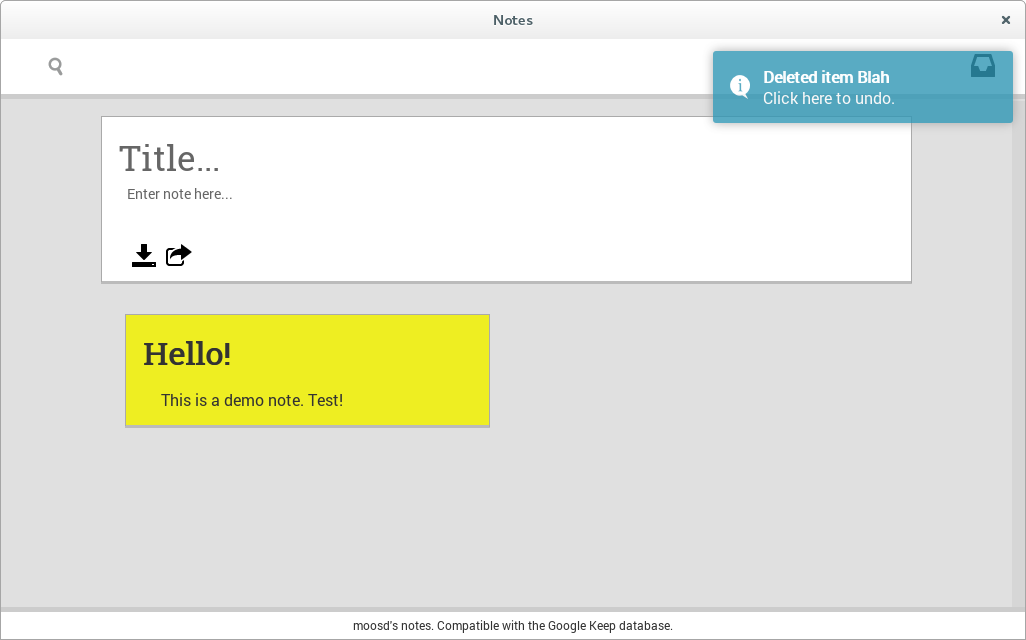 Notes
Deleted item Blah
Click here to undo.
Title...
Enter note here...
Hello!
This is a demo note. Test!
moosd's notes. Compatible with the Google Keep database.